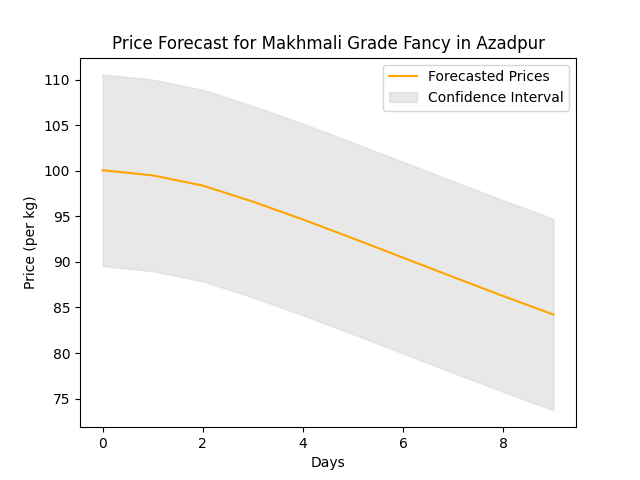 Price Forecast for Makhmali Grade Fancy in Azadpur
Forecasted Prices
Confidence Interval
Price (per kg)
110
105
100
95
90
85
80
75
0
2
4
6
8
Days